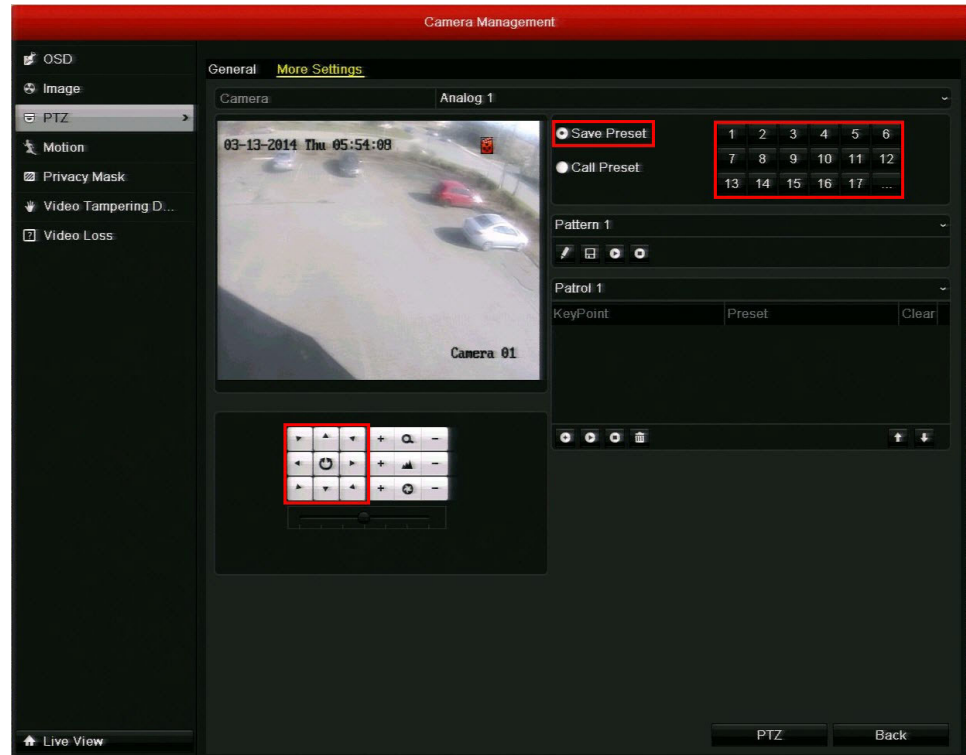 Camera Management
OSD
Image
PTZ
Motion
Privacy Mask
Video Tampering D...
Video Loss
Live View
General More Settings
Camera Analog 1
03-13-2014 Thu 05:54:08
Camera 01
Save Preset
Call Preset
1 2 3 4 5 6
7 8 9 10 11 12
13 14 15 16 17 ...
Pattern 1
Patrol 1
KeyPoint Preset Clear
PTZ Back